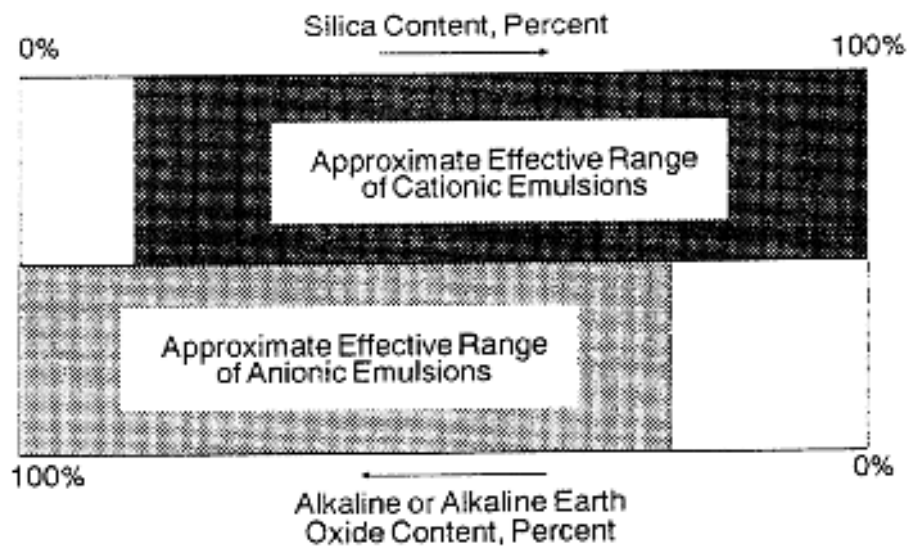 Silica Content, Percent
0%
100%
Approximate Effective Range
of Cationic Emulsions
Approximate Effective Range
of Anionic Emulsions
100%
0%
Alkaline or Alkaline Earth
Oxide Content, Percent